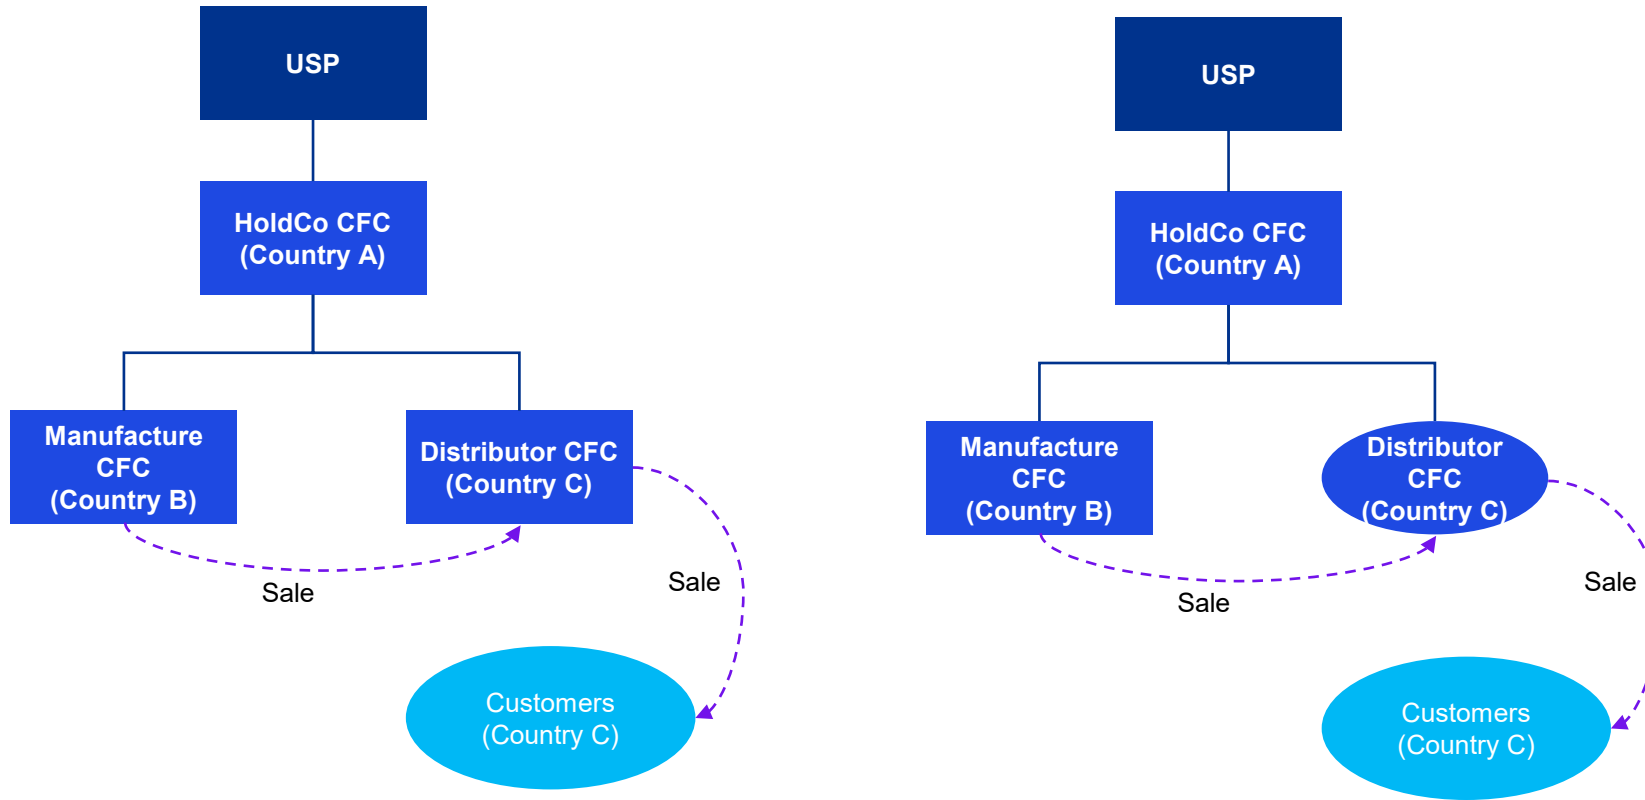 USP
HoldCo CFC
(Country A)
Manufacture
CFC
(Country B)
Distributor CFC
(Country C)
Sale
Sale
Customers
(Country C)
USP
HoldCo CFC
(Country A)
Manufacture
CFC
(Country B)
Distributor
CFC
(Country C)
Sale
Sale
Customers
(Country C)